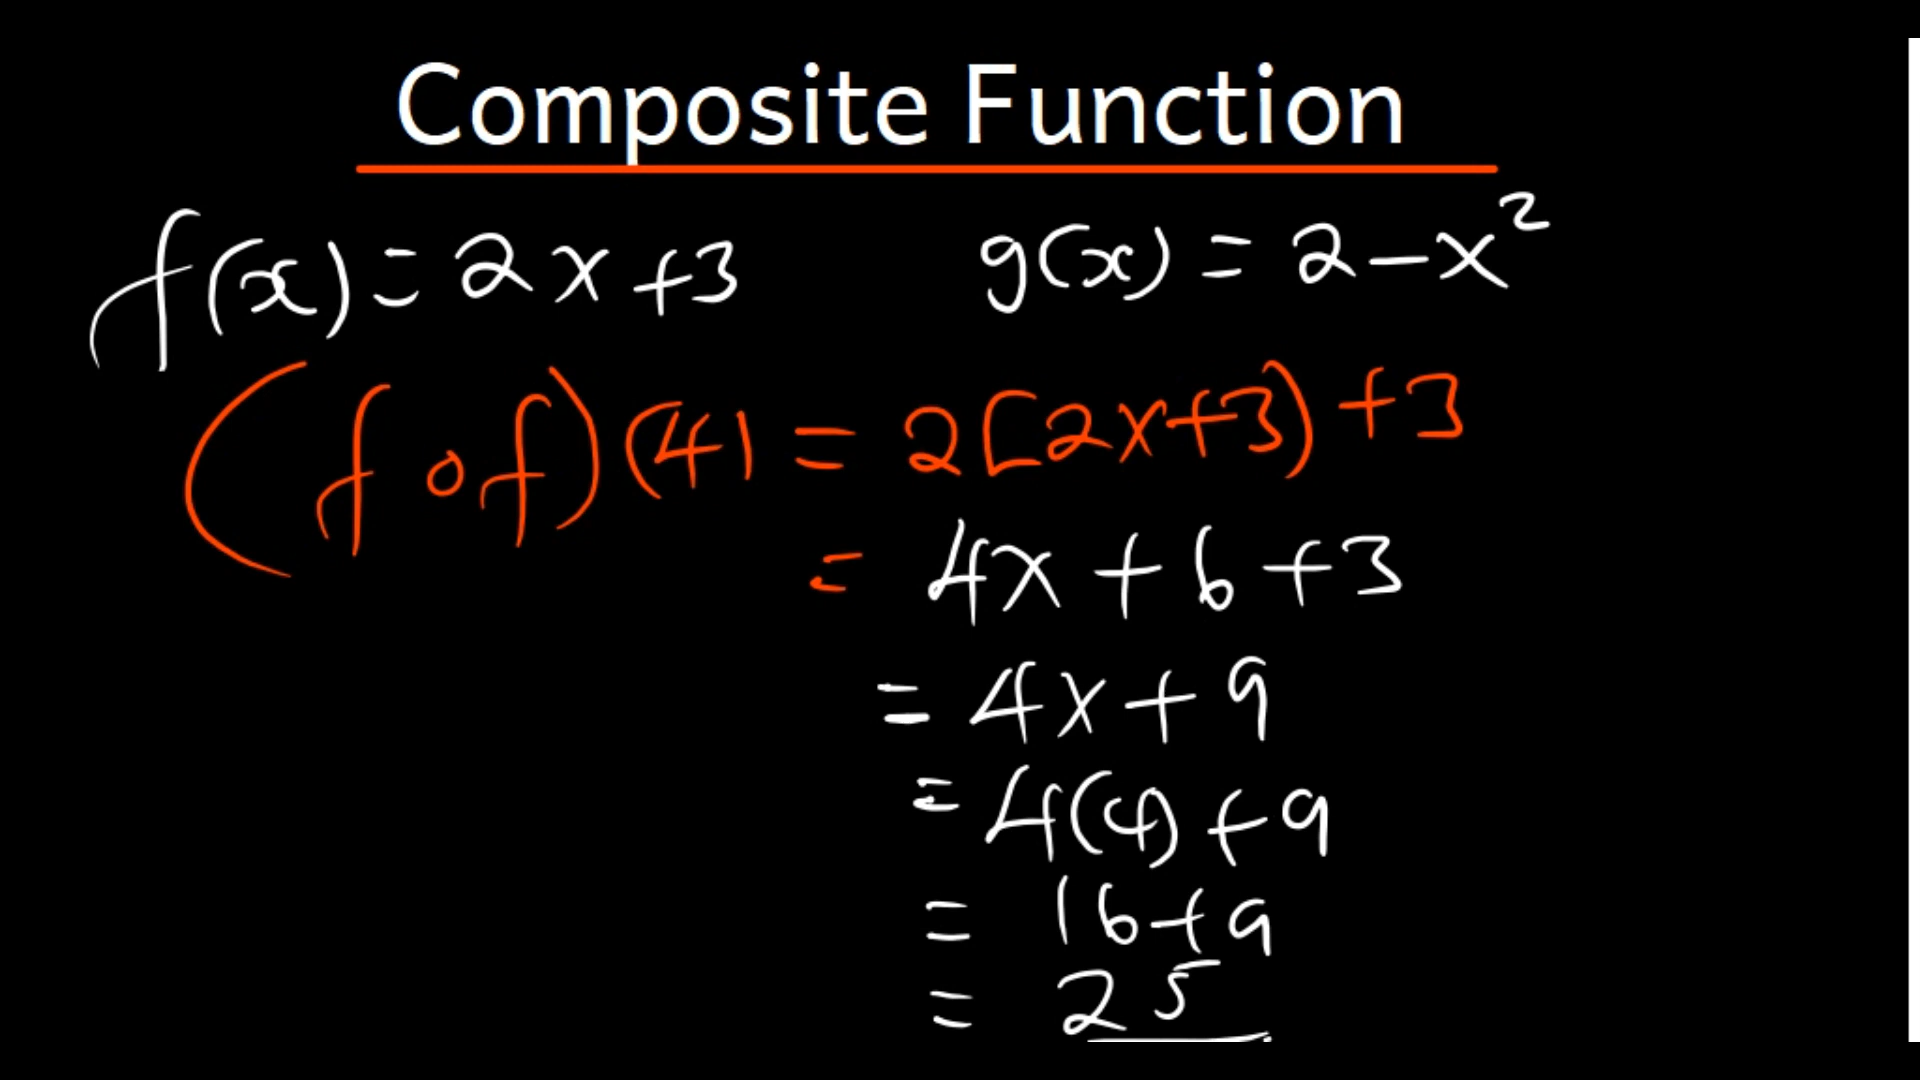 Composite Function
f(x) = 2x+3 g(x) = 2-x²
(fof)(4) = 2(2x+3)+3
= 4x+6+3
= 4x+9
= 4(4)+9
= 16+9
= 25